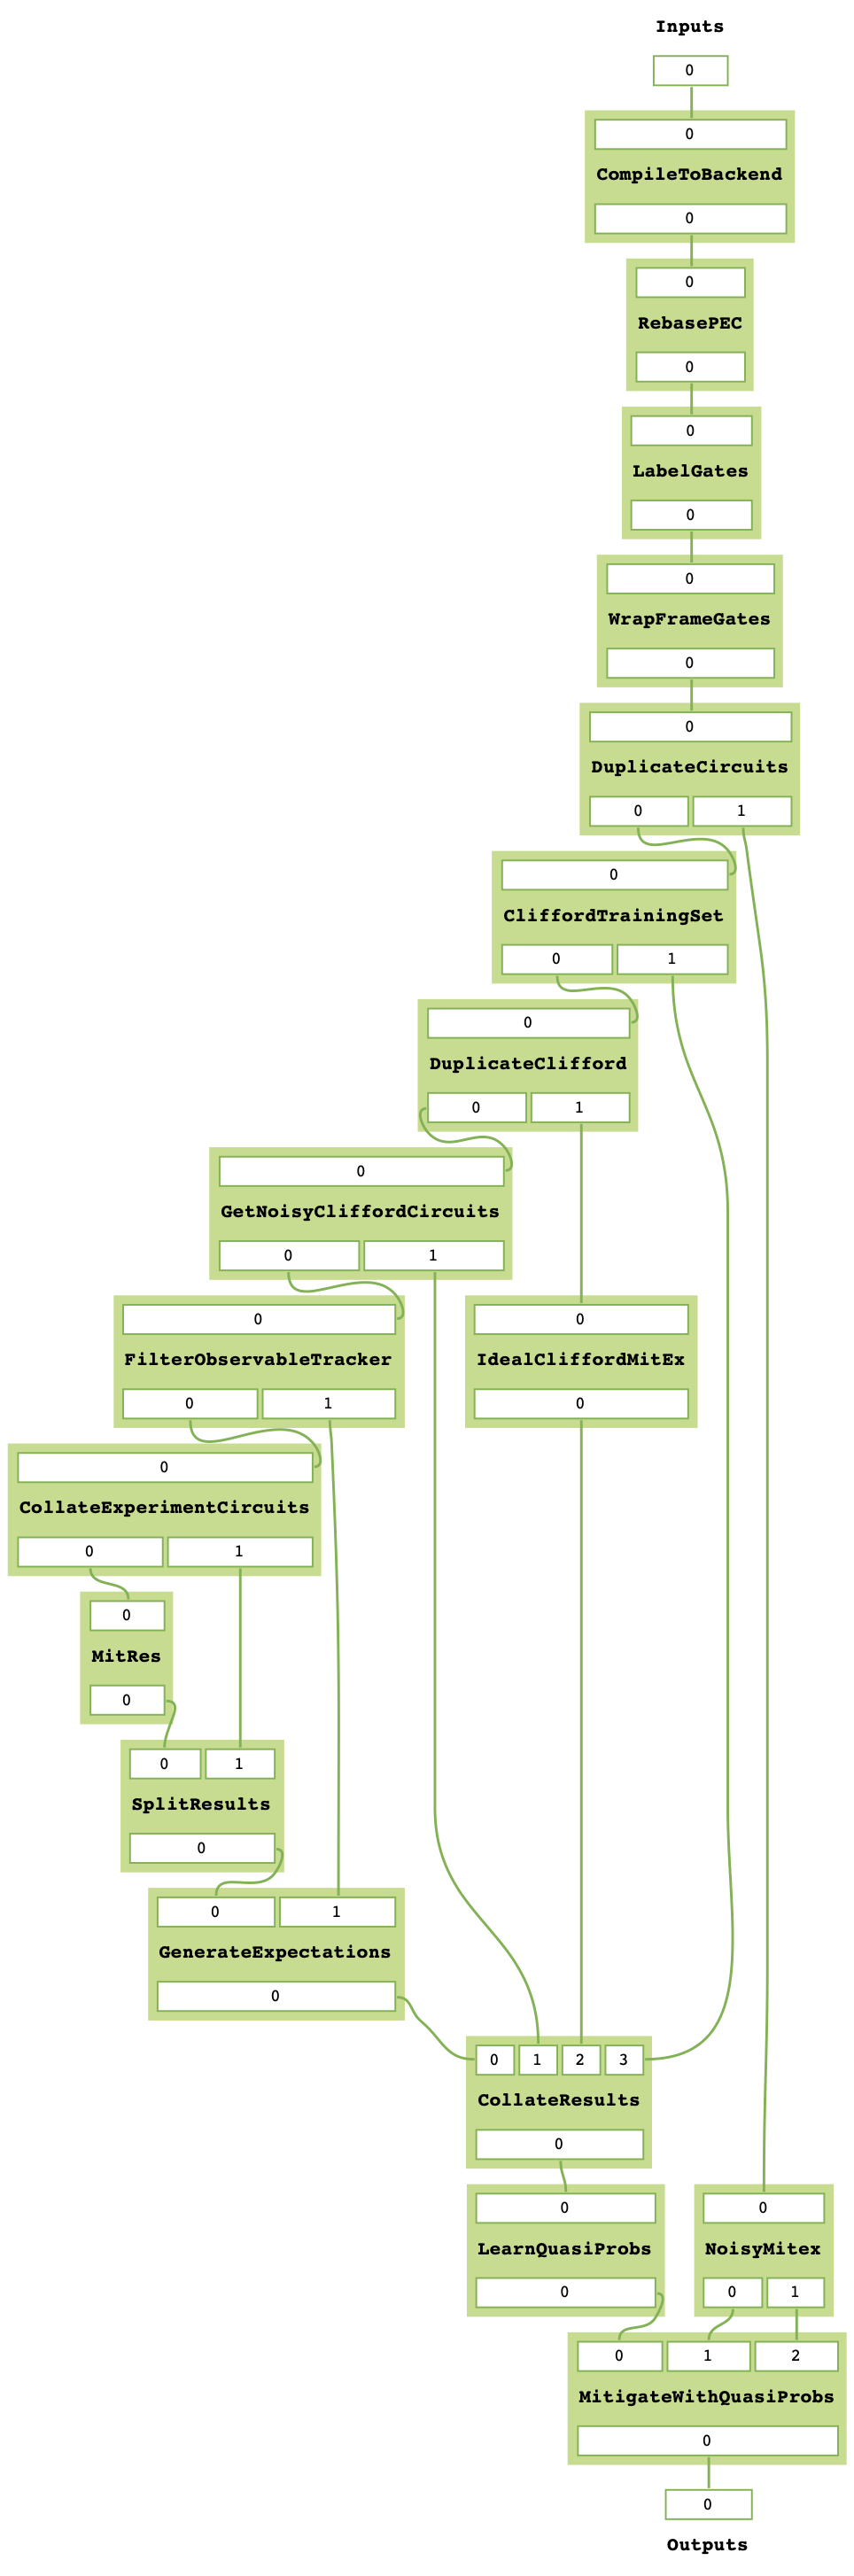 Inputs
0
0
CompileToBackend
0
0
RebasePEC
0
0
LabelGates
0
0
WrapFrameGates
0
0
DuplicateCircuits
0 1
0
CliffordTrainingSet
0 1
0
DuplicateClifford
0 1
0
GetNoisyCliffordCircuits
0 1
0 0
FilterObservableTracker IdealCliffordMitEx
0 1 0
0
CollateExperimentCircuits
0 1
0
MitRes
0
0 1
SplitResults
0
0 1
GenerateExpectations
0
0 1 2 3
CollateResults
0
0 0
LearnQuasiProbs NoisyMitex
0 0 1
0 1 2
MitigateWithQuasiProbs
0
0
Outputs